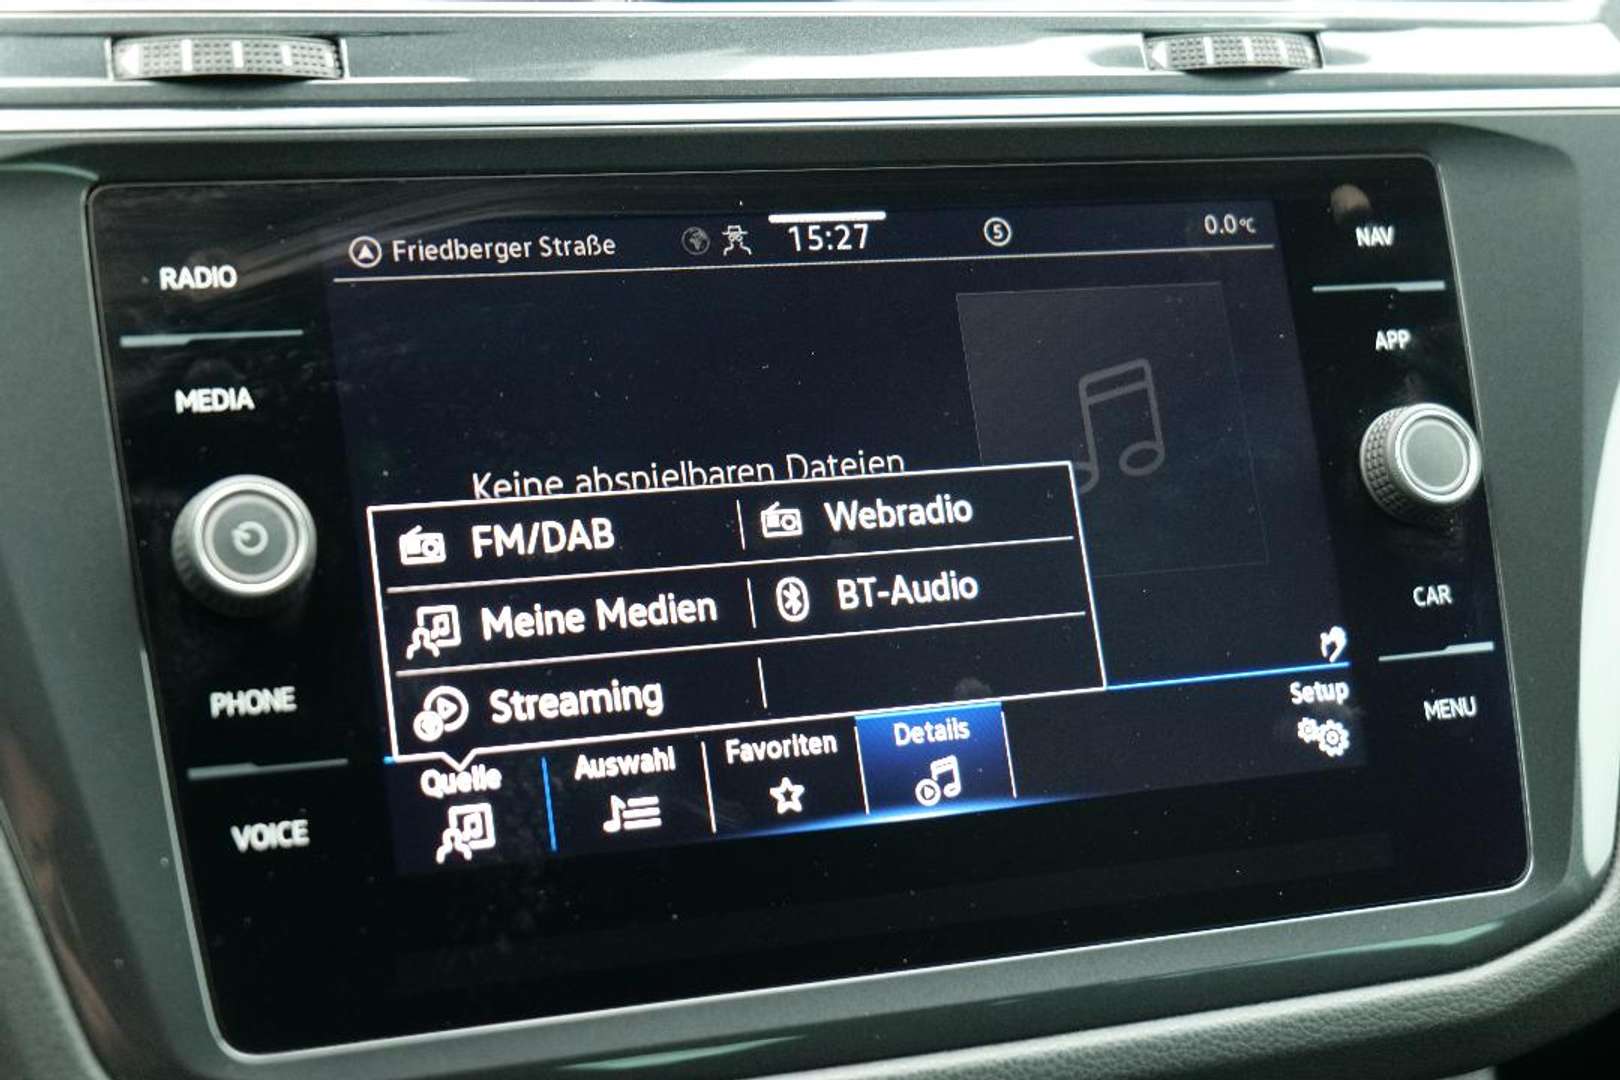 Friedberger Straße
15:27
5
0.0°C
RADIO
MEDIA
PHONE
VOICE
Keine abspielbaren Dateien
FM/DAB
Webradio
Meine Medien
BT-Audio
Streaming
Quelle
Auswahl
Favoriten
Details
Setup
NAV
APP
CAR
MENU